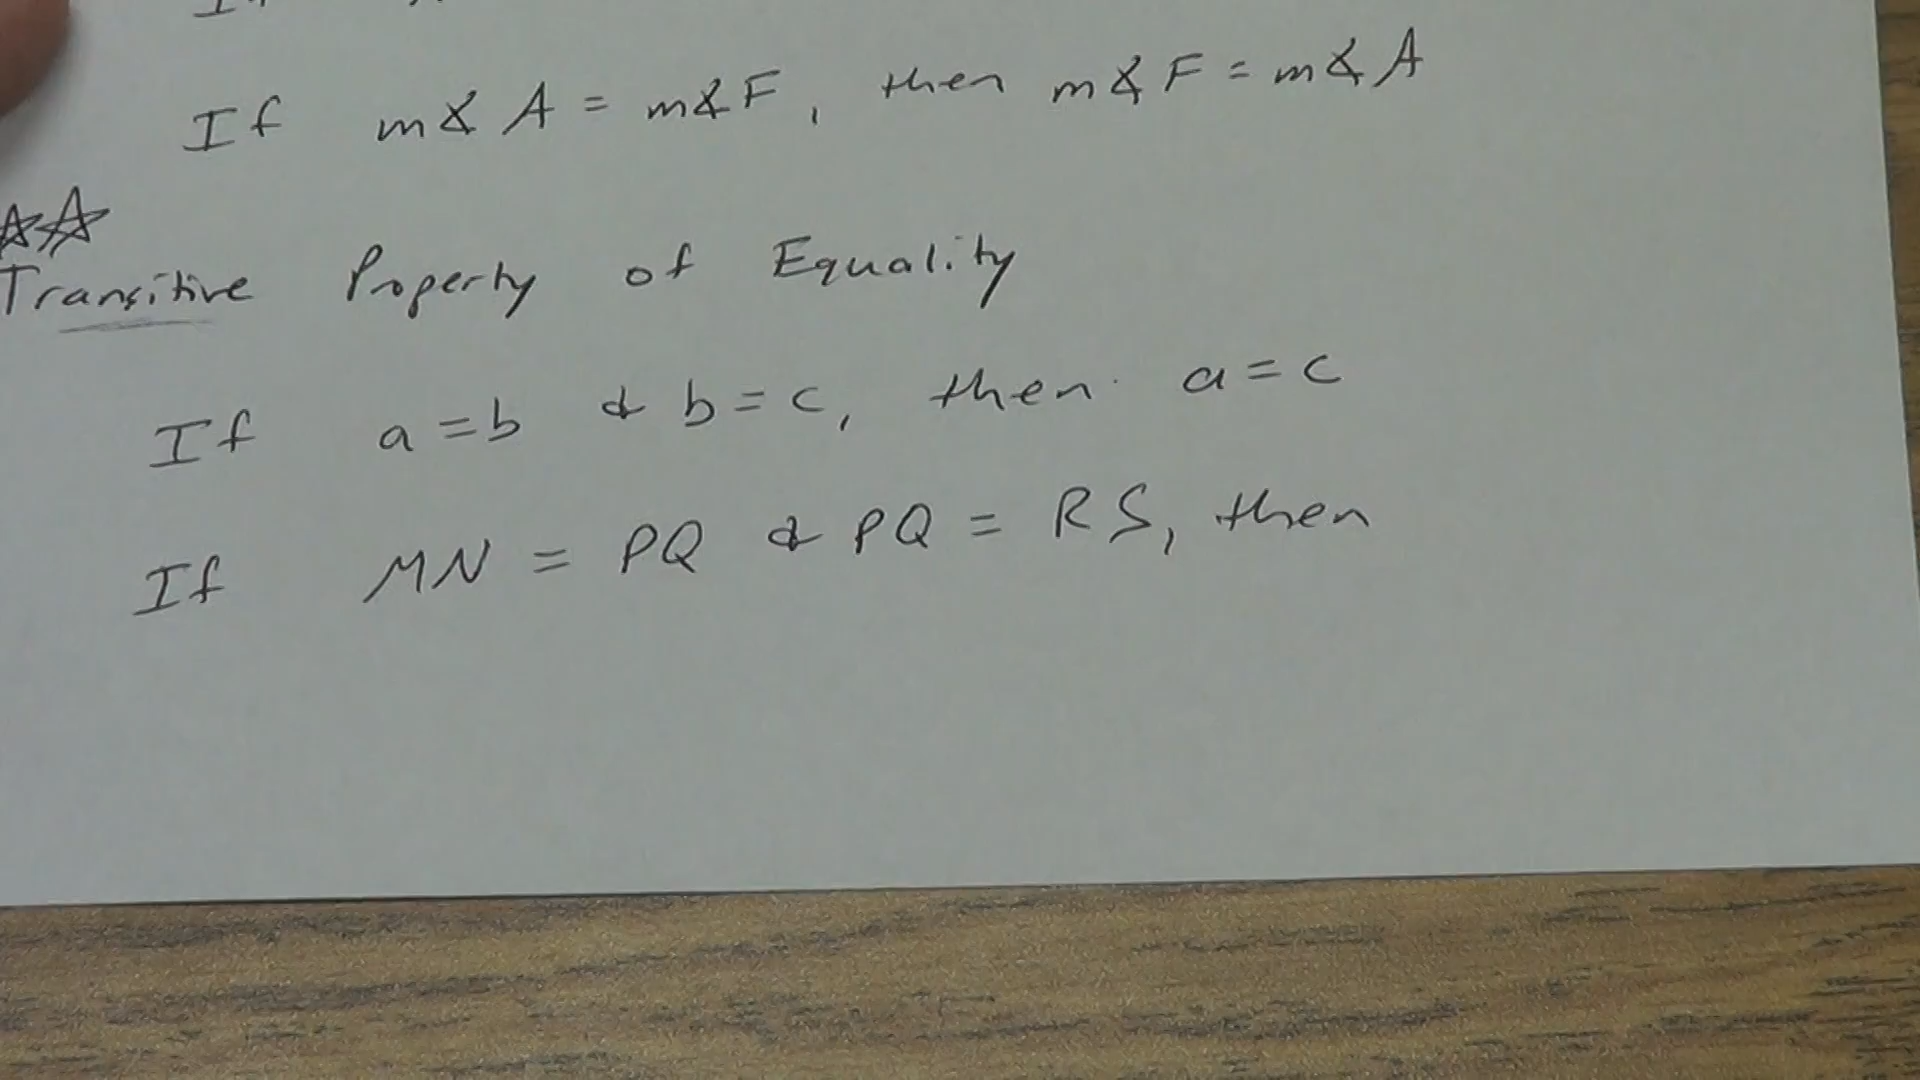 If m∡A = m∡F, then m∡F = m∡A
☆☆
Transitive Property of Equality
If a = b & b = c, then a = c
If MN = PQ & PQ = RS, then